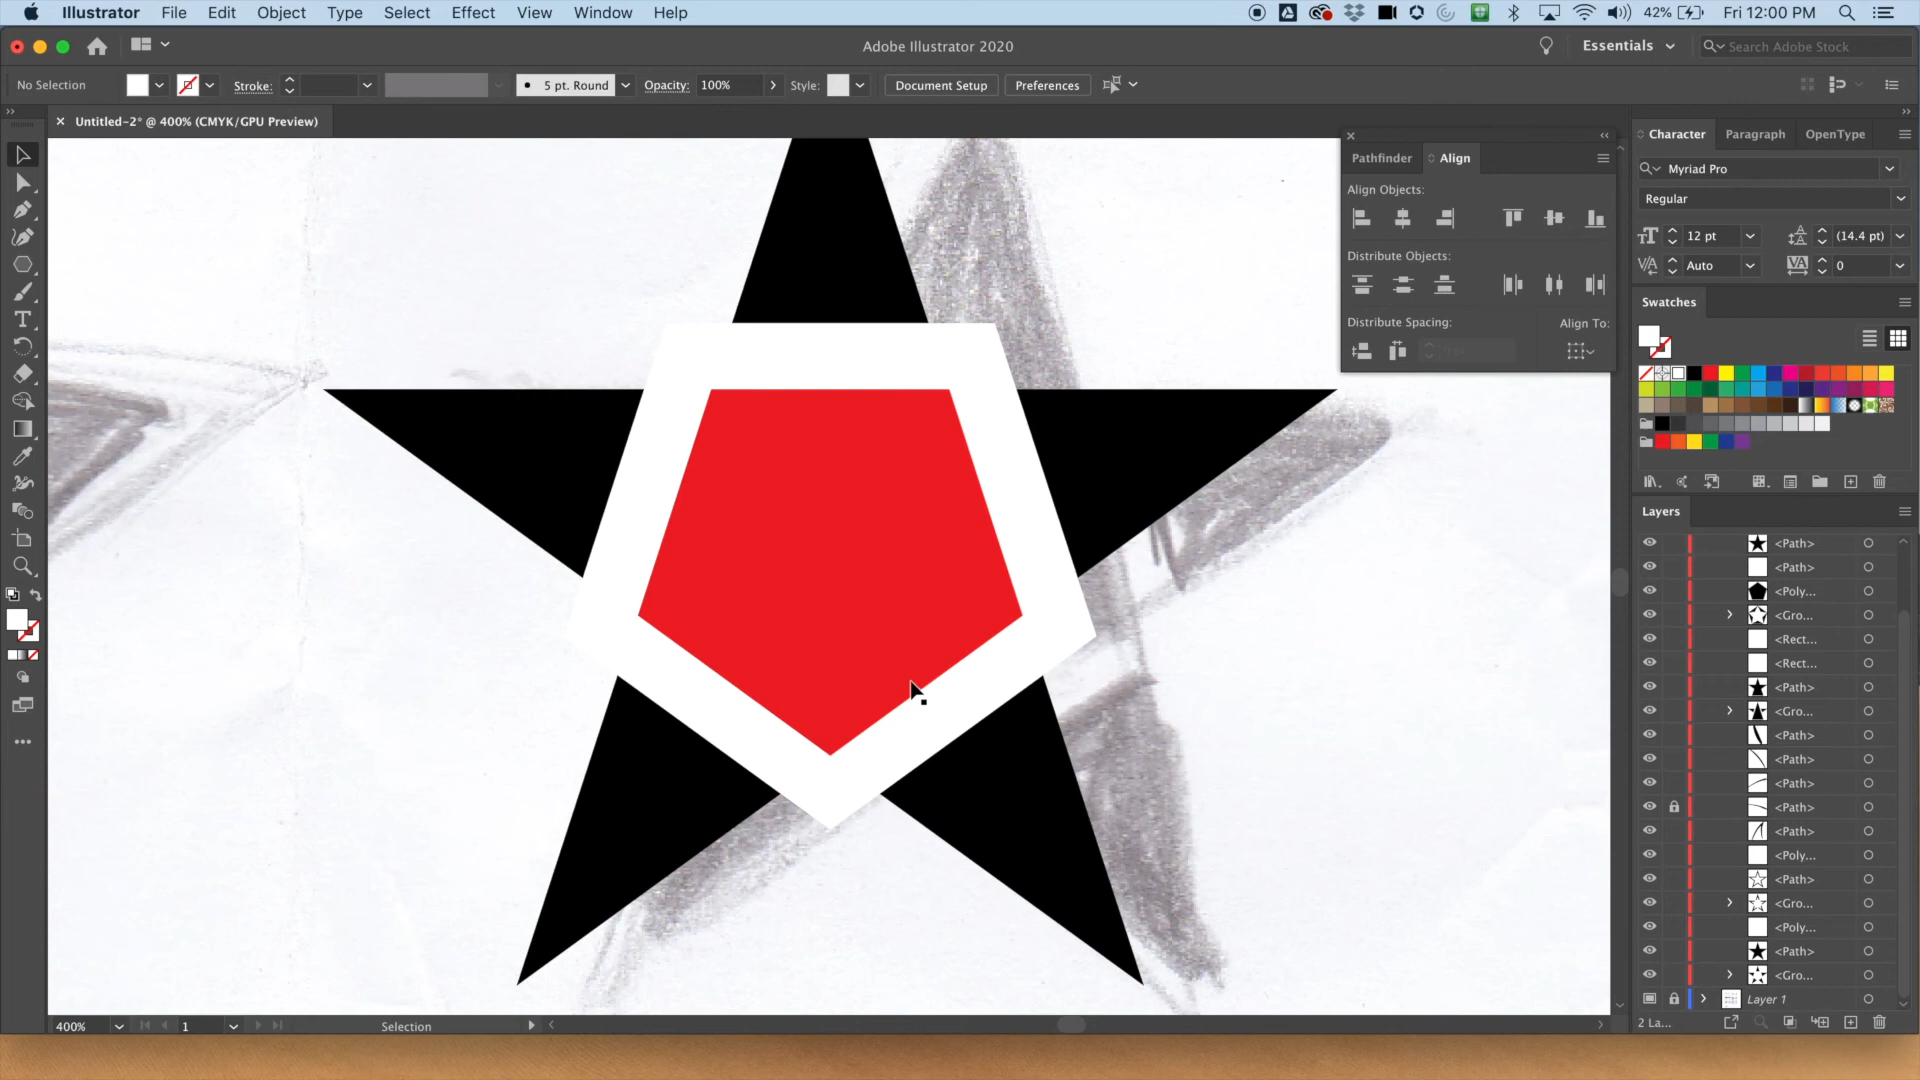 Illustrator File Edit Object Type Select Effect View Window Help 42% Fri 12:00 PM
Adobe Illustrator 2020 Essentials Search Adobe Stock
No Selection Stroke: 5 pt. Round Opacity: 100% Style: Document Setup Preferences
Untitled-2* @ 400% (CMYK/GPU Preview)
Pathfinder Align
Align Objects:
Distribute Objects:
Distribute Spacing: Align To:
Character Paragraph OpenType
Myriad Pro
Regular
12 pt (14.4 pt)
Auto 0
Swatches
Layers
<Path>
<Path>
<Poly...
<Gro...
<Rect...
<Rect...
<Path>
<Gro...
<Path>
<Path>
<Path>
<Path>
<Path>
<Poly...
<Path>
<Gro...
<Poly...
<Path>
<Gro...
Layer 1
2 La...
400% 1 Selection